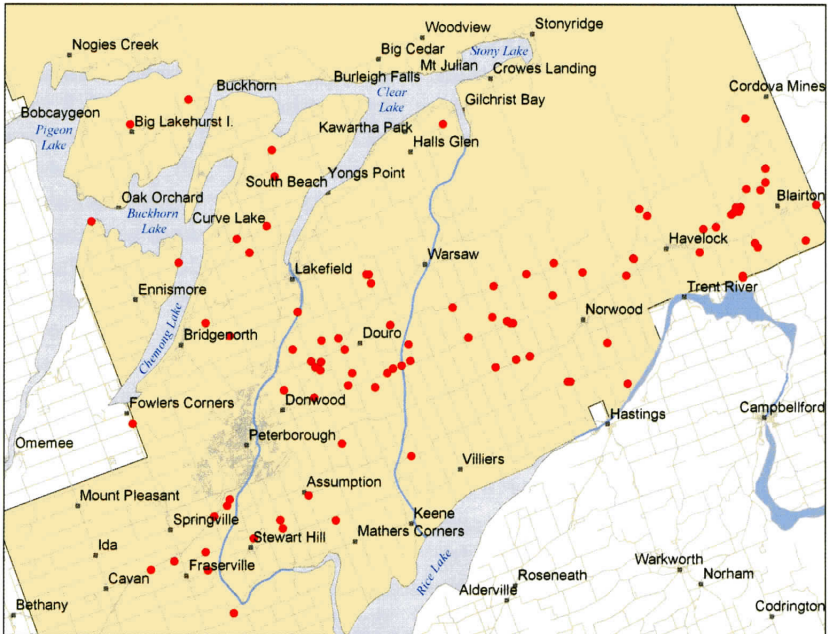 Woodview
Stonyridge
Nogies Creek
Big Cedar
Stony Lake
Mt Julian
Burleigh Falls
Crowes Landing
Buckhorn
Clear
Lake
Cordova Mines
Gilchrist Bay
Bobcaygeon
Big Lakehurst I.
Pigeon
Lake
Kawartha Park
Halls Glen
Yongs Point
South Beach
Oak Orchard
Buckhorn
Lake
Curve Lake
Blairton
Havelock
Warsaw
Lakefield
Trent River
Ennismore
Norwood
Chemong Lake
Bridgenorth
Douro
Fowlers Corners
Donwood
Hastings
Campbellford
Omemee
Peterborough
Villiers
Assumption
Mount Pleasant
Keene
Springville
Stewart Hill
Mathers Corners
Ida
Rice Lake
Fraserville
Warkworth
Cavan
Roseneath
Norham
Alderville
Bethany
Codrington